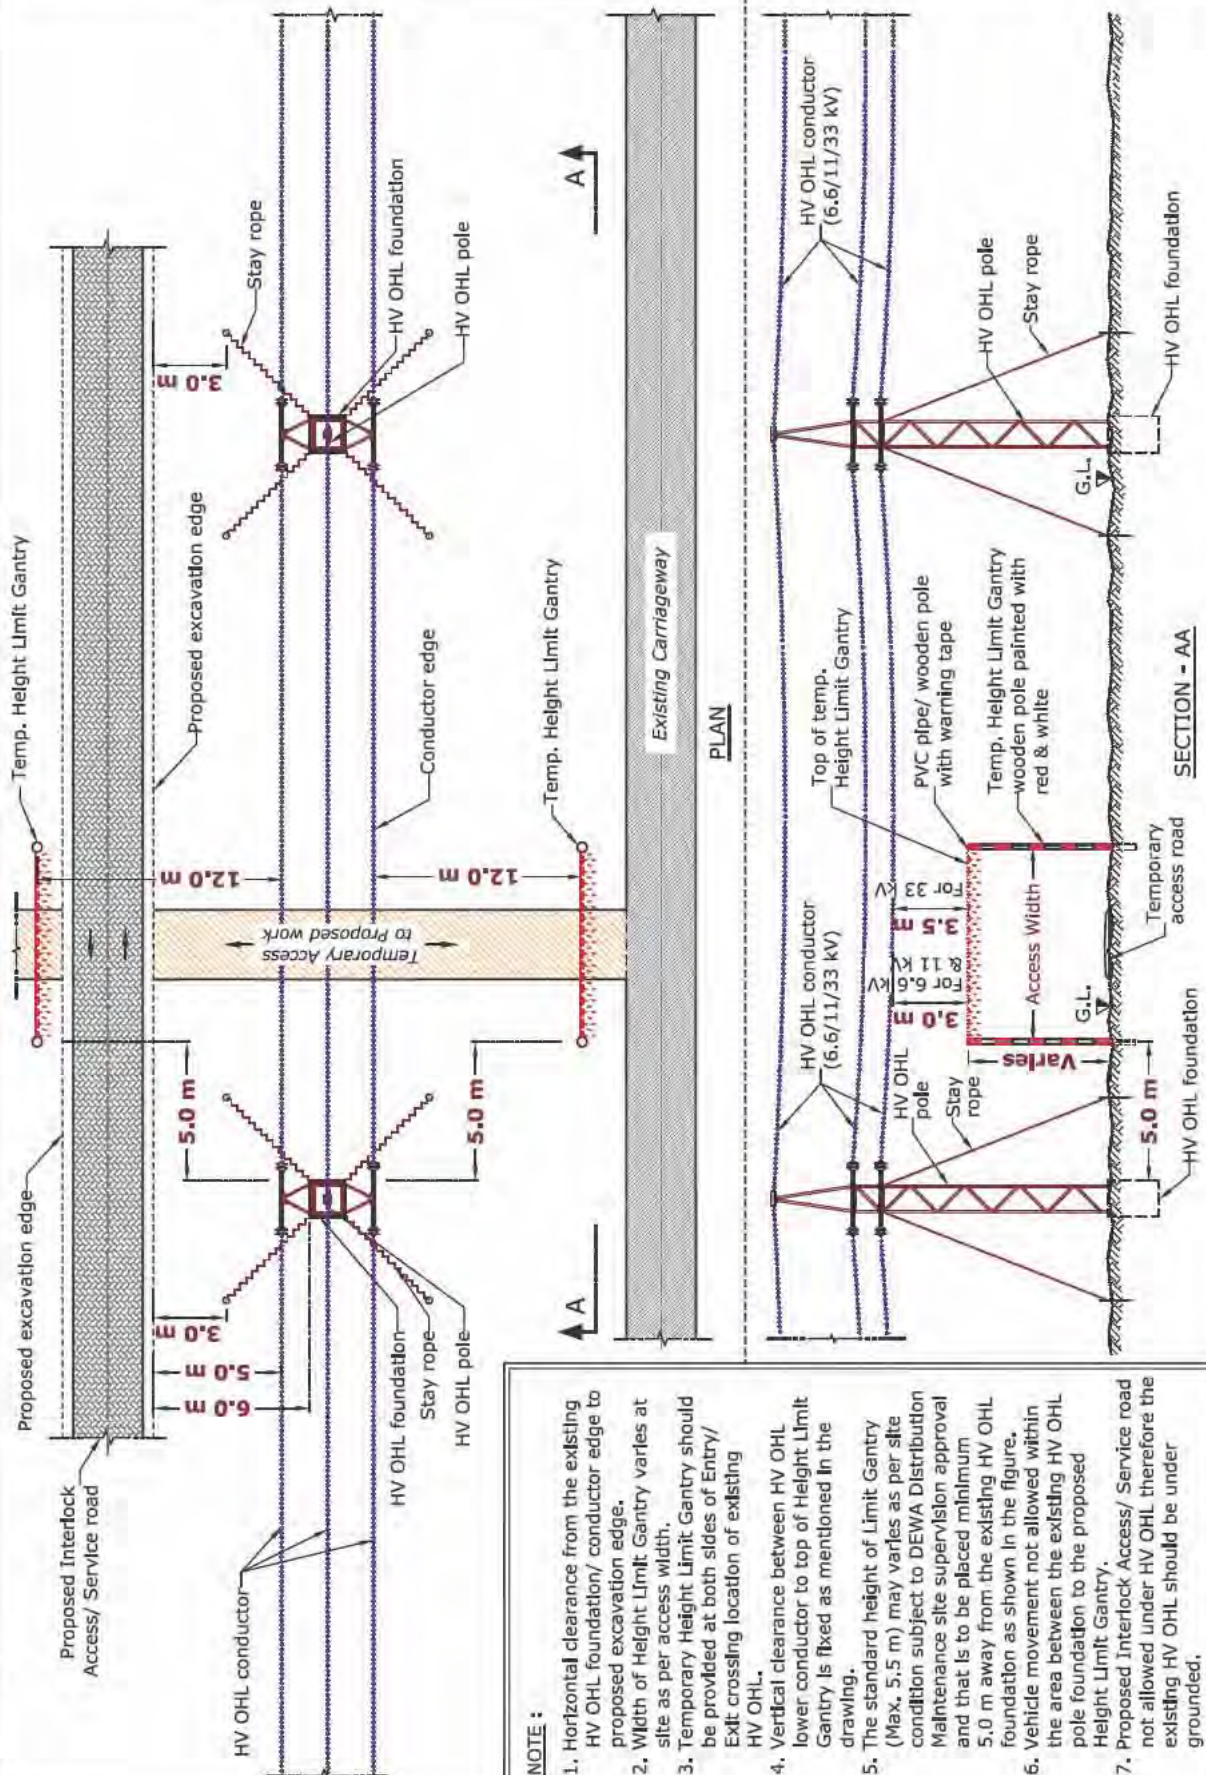 Proposed excavation edge
Temp. Height Limit Gantry
Proposed Interlock
Access/ Service road
3.0 m
5.0 m
6.0 m
5.0 m
12.0 m
Proposed excavation edge
3.0 m
Stay rope
HV OHL foundation
HV OHL pole
HV OHL conductor
HV OHL foundation
Stay rope
HV OHL pole
Temporary Access
to Proposed work
Conductor edge
5.0 m
12.0 m
Temp. Height Limit Gantry
A
A
Existing Carriageway
PLAN
HV OHL conductor
(6.6/11/33 kV)
Top of temp.
Height Limit Gantry
HV OHL conductor
(6.6/11/33 kV)
HV OHL
pole
Stay
rope
3.0 m
For 6.6 kV
& 11 kV
3.5 m
For 33 kV
PVC pipe/ wooden pole
with warning tape
Varies
Access Width
Temp. Height Limit Gantry
wooden pole painted with
red & white
HV OHL pole
Stay rope
G.L.
G.L.
5.0 m
HV OHL foundation
Temporary
access road
HV OHL foundation
SECTION - AA
NOTE :
1. Horizontal clearance from the existing
HV OHL foundation/ conductor edge to
proposed excavation edge.
2. Width of Height Limit Gantry varies at
site as per access width.
3. Temporary Height Limit Gantry should
be provided at both sides of Entry/
Exit crossing location of existing
HV OHL.
4. Vertical clearance between HV OHL
lower conductor to top of Height Limit
Gantry is fixed as mentioned in the
drawing.
5. The standard height of Limit Gantry
(Max. 5.5 m) may varies as per site
condition subject to DEWA Distribution
Maintenance site supervision approval
and that is to be placed minimum
5.0 m away from the existing HV OHL
foundation as shown in the figure.
6. Vehicle movement not allowed within
the area between the existing HV OHL
pole foundation to the proposed
Height Limit Gantry.
7. Proposed Interlock Access/ Service road
not allowed under HV OHL therefore the
existing HV OHL should be under
grounded.